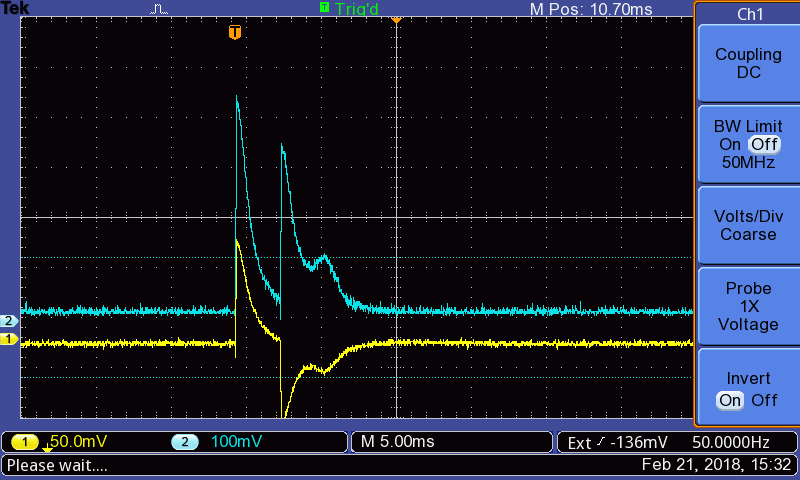 Tek
T Trig'd
M Pos: 10.70ms
Ch1
T
Coupling
DC
BW Limit
On Off
50MHz
Volts/Div
Coarse
Probe
1X
Voltage
Invert
On Off
2
1
1 50.0mV
2 100mV
M 5.00ms
Ext -136mV
50.0000Hz
Please wait....
Feb 21, 2018, 15:32